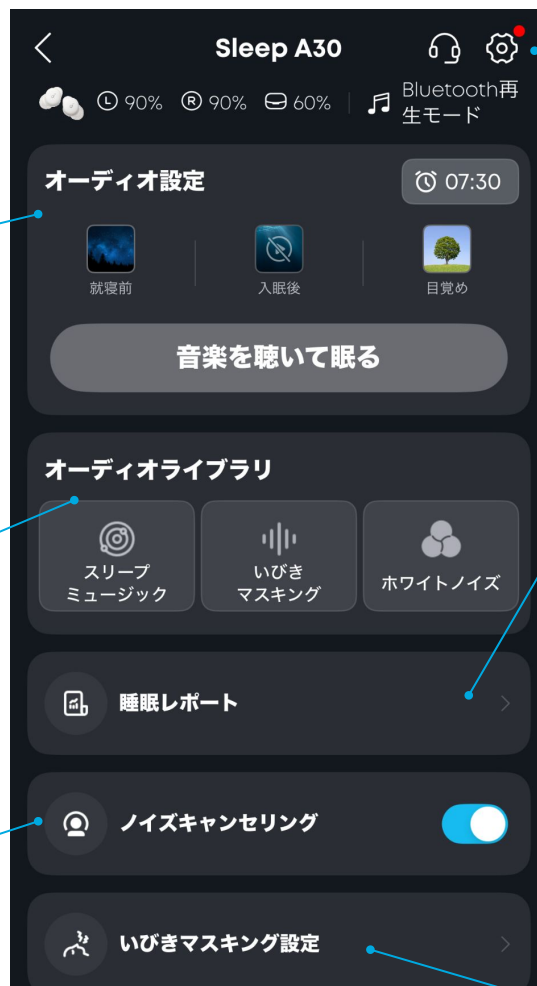 Sleep A30
L 90% R 90% 60% Bluetooth再
生モード
オーディオ設定
07:30
就寝前 入眠後 目覚め
音楽を聴いて眠る
オーディオライブラリ
スリープ
ミュージック
いびき
マスキング
ホワイトノイズ
睡眠レポート
ノイズキャンセリング
いびきマスキング設定